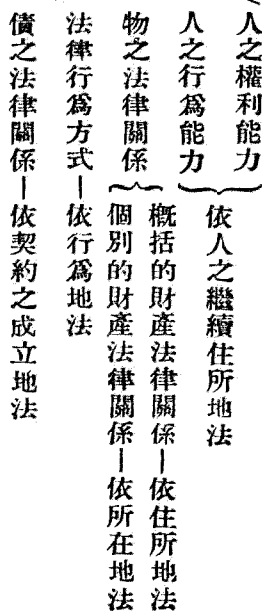 人之權利能力
人之行爲能力
依人之繼續住所地法
物之法律關係
概括的財產法律關係—依住所地法
個別的財產法律關係—依所在地法
法律行爲方式—依行爲地法
債之法律關係—依契約之成立地法